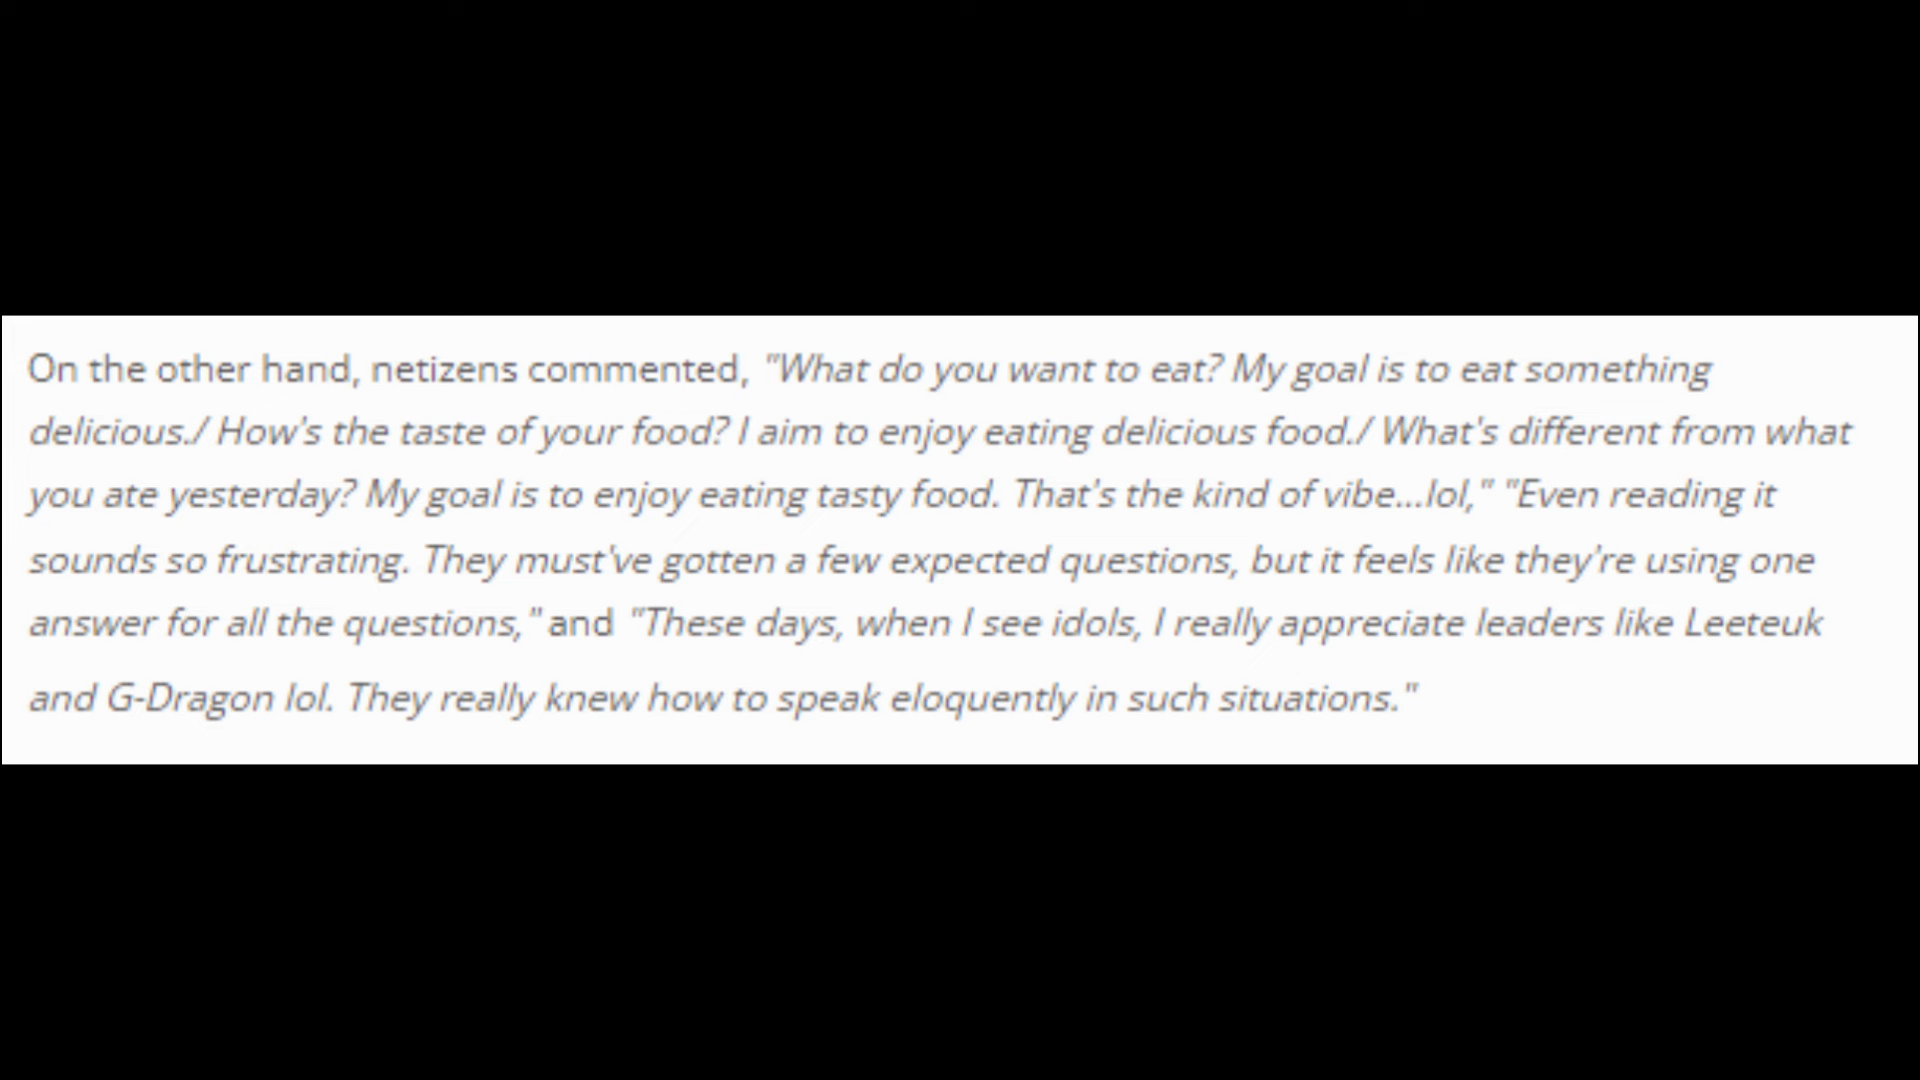 On the other hand, netizens commented, "What do you want to eat? My goal is to eat something
delicious./ How's the taste of your food? I aim to enjoy eating delicious food./ What's different from what
you ate yesterday? My goal is to enjoy eating tasty food. That's the kind of vibe...lol," "Even reading it
sounds so frustrating. They must've gotten a few expected questions, but it feels like they're using one
answer for all the questions," and "These days, when I see idols, I really appreciate leaders like Leeteuk
and G-Dragon lol. They really knew how to speak eloquently in such situations."